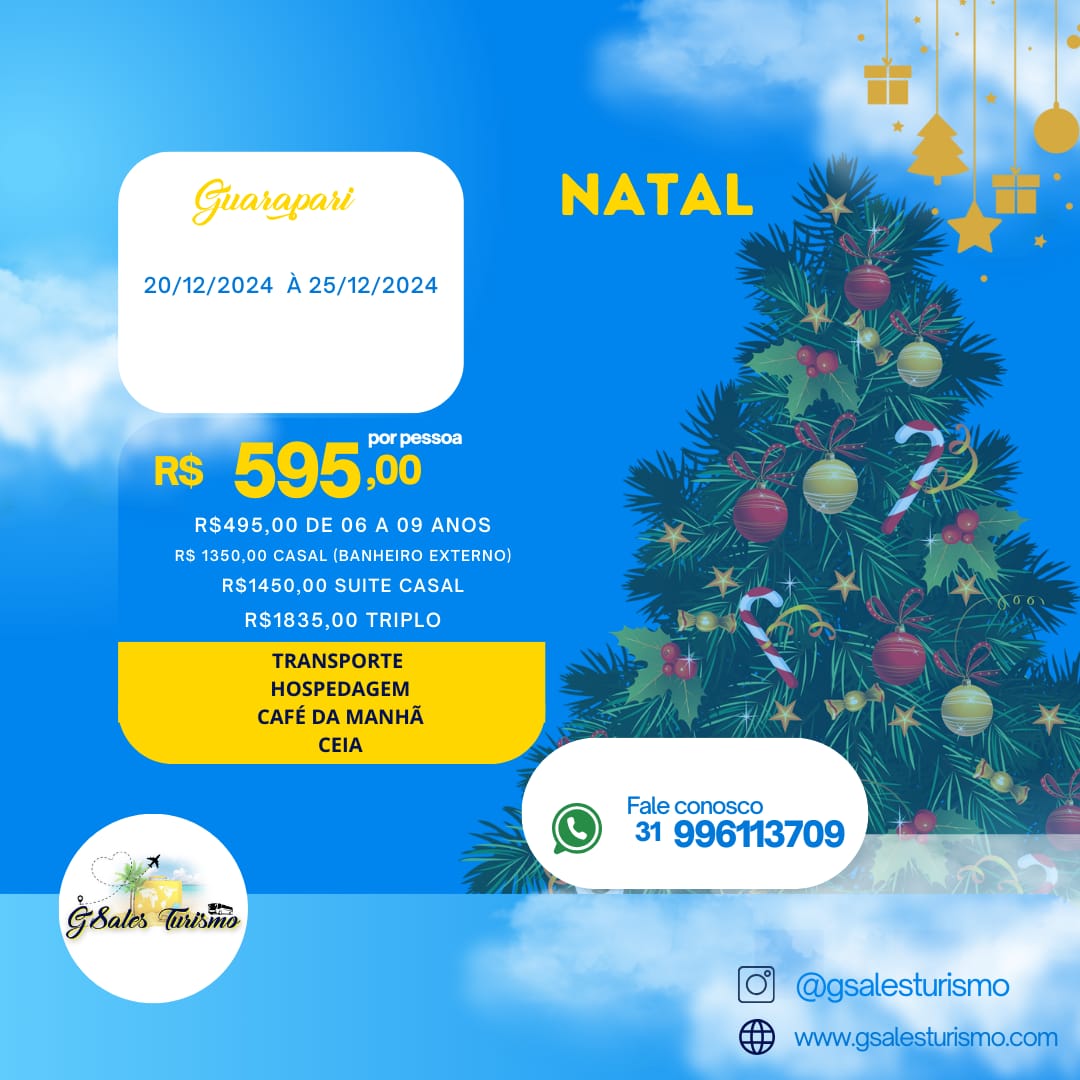 Guarapari
20/12/2024 À 25/12/2024
NATAL
R$ 595,00 por pessoa
R$495,00 DE 06 A 09 ANOS
R$ 1350,00 CASAL (BANHEIRO EXTERNO)
R$1450,00 SUITE CASAL
R$1835,00 TRIPLO
TRANSPORTE
HOSPEDAGEM
CAFÉ DA MANHÃ
CEIA
Fale conosco
31 996113709
GSales Turismo
@gsalesturismo
www.gsalesturismo.com